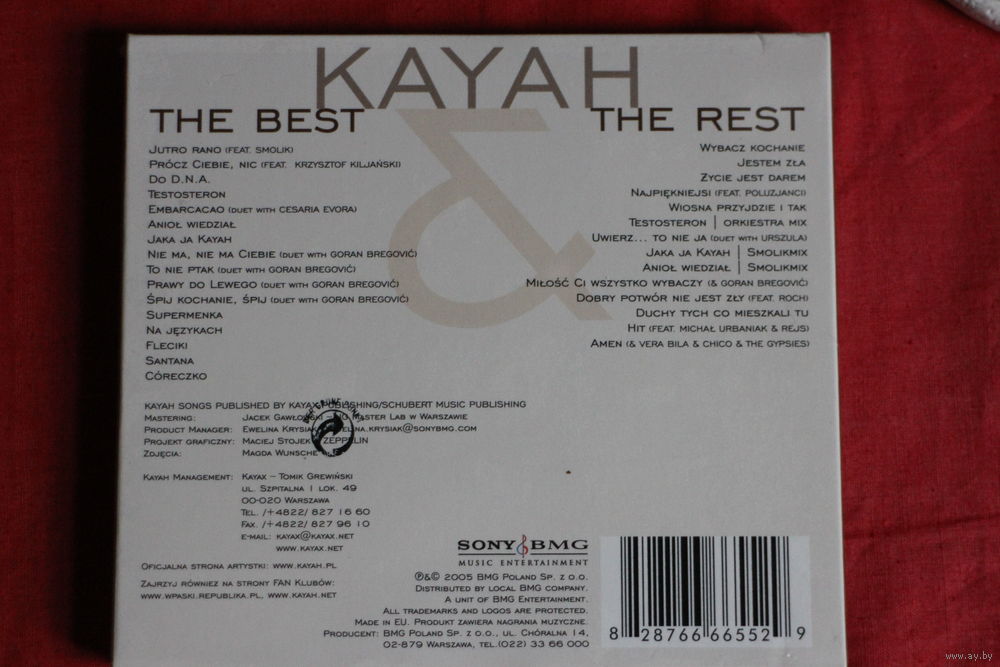 KAYAH
THE BEST
&
THE REST
JUTRO RANO (FEAT. SMOLIK)
PRÓCZ CIEBIE, NIC (FEAT. KRZYSZTOF KILJAŃSKI)
DO D.N.A.
TESTOSTERON
EMBARCACAO (DUET WITH CESARIA EVORA)
ANIOŁ WIEDZIAŁ
JAKA JA KAYAH
NIE MA, NIE MA CIEBIE (DUET WITH GORAN BREGOVIĆ)
TO NIE PTAK (DUET WITH GORAN BREGOVIĆ)
PRAWY DO LEWEGO (DUET WITH GORAN BREGOVIĆ)
ŚPIJ KOCHANIE, ŚPIJ (DUET WITH GORAN BREGOVIĆ)
SUPERMENKA
NA JĘZYKACH
FLECIKI
SANTANA
CÓRECZKO
WYBACZ KOCHANIE
JESTEM ZŁA
ŻYCIE JEST DAREM
NAJPIĘKNIEJSI (FEAT. POLUZJANCI)
WIOSNA PRZYJDZIE I TAK
TESTOSTERON | ORKIESTRA MIX
UWIERZ... TO NIE JA (DUET WITH URSZULA)
JAKA JA KAYAH | SMOLIKMIX
ANIOŁ WIEDZIAŁ | SMOLIKMIX
MIŁOŚĆ CI WSZYSTKO WYBACZY (& GORAN BREGOVIĆ)
DOBRY POTWÓR NIE JEST ZŁY (FEAT. ROCH)
DUCHY TYCH CO MIESZKALI TU
HIT (FEAT. MICHAŁ URBANIAK & REJS)
AMEN (& VERA BILA & CHICO & THE GYPSIES)
KAYAH SONGS PUBLISHED BY KAYAX PUBLISHING/SCHUBERT MUSIC PUBLISHING
MASTERING: JACEK GAWŁOWSKI MASTER LAB W WARSZAWIE
PRODUCT MANAGER: EWELINA KRYSIAK EWELINA.KRYSIAK@SONYBMG.COM
PROJEKT GRAFICZNY: MACIEJ STOJEK ZEPPELIN
ZDJĘCIA: MAGDA WUNSCHE
KAYAH MANAGEMENT: KAYAX – TOMIK GREWIŃSKI
UL. SZPITALNA 1 LOK. 49
00-020 WARSZAWA
TEL. /+4822/ 827 16 60
FAX. /+4822/ 827 96 10
E-MAIL: KAYAX@KAYAX.NET
WWW.KAYAX.NET
OFICJALNA STRONA ARTYSTKI: WWW.KAYAH.PL
ZAJRZYJ RÓWNIEŻ NA STRONY FAN KLUBÓW:
WWW.WPASKI.REPUBLIKA.PL, WWW.KAYAH.NET
SONY BMG
MUSIC ENTERTAINMENT
℗&© 2005 BMG POLAND SP. Z O.O.
DISTRIBUTED BY LOCAL BMG COMPANY.
A UNIT OF BMG ENTERTAINMENT.
ALL TRADEMARKS AND LOGOS ARE PROTECTED.
MADE IN EU. PRODUKT ZAWIERA NAGRANIA MUZYCZNE.
PRODUCENT: BMG POLAND SP. Z O.O., UL. CHÓRALNA 14,
02-879 WARSZAWA, TEL.(022) 33 66 000
8 28766 66552 9
www.ay.by